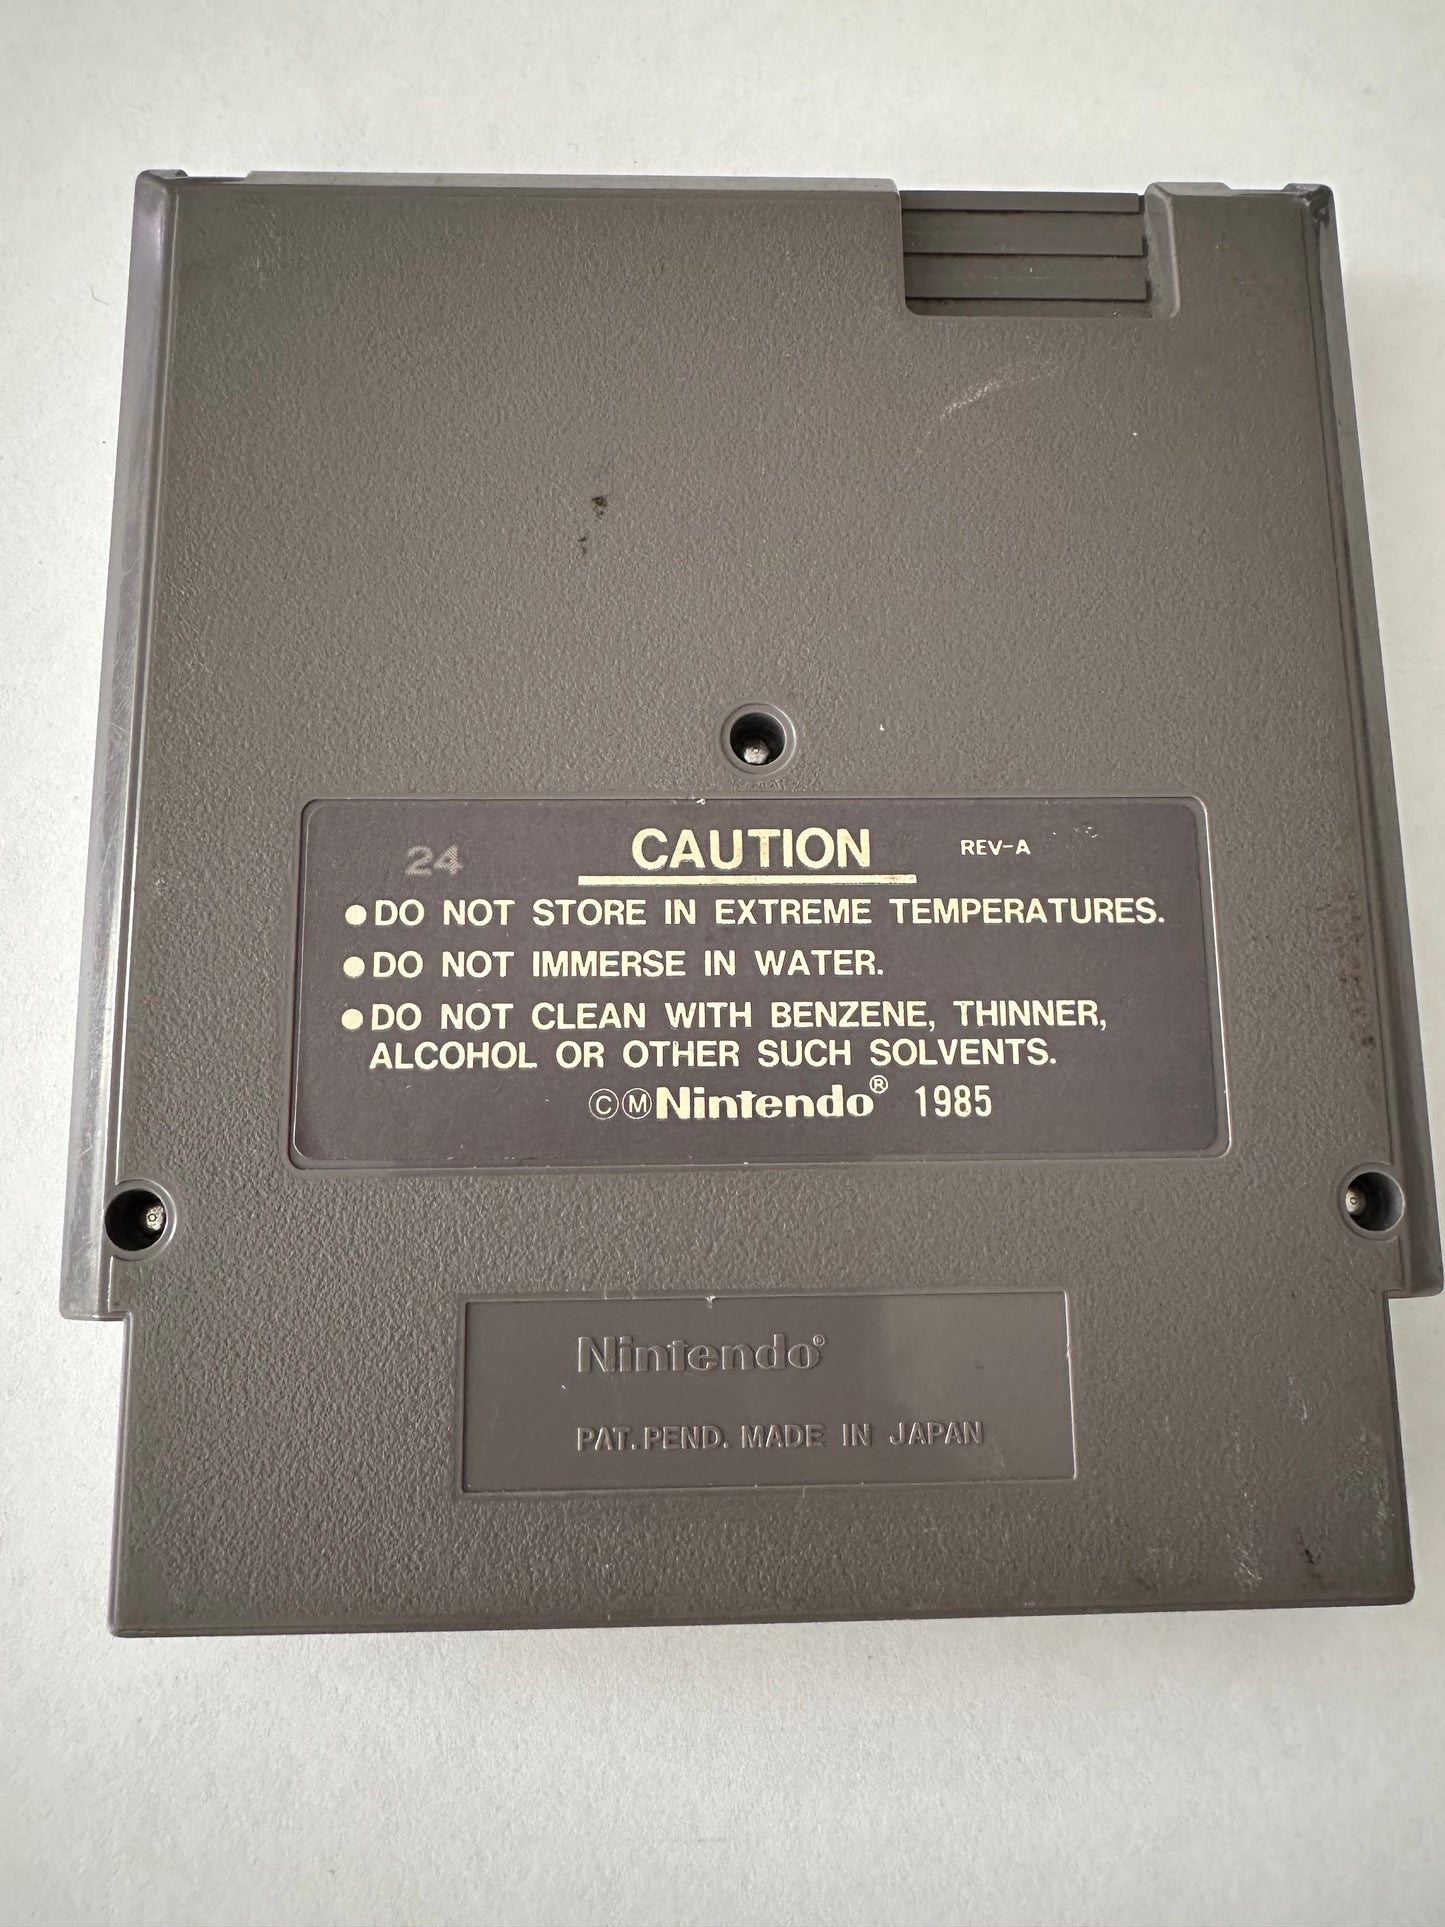 24 CAUTION REV-A
●DO NOT STORE IN EXTREME TEMPERATURES.
●DO NOT IMMERSE IN WATER.
●DO NOT CLEAN WITH BENZENE, THINNER,
ALCOHOL OR OTHER SUCH SOLVENTS.
ⒸⓂNintendo® 1985
Nintendo®
PAT. PEND. MADE IN JAPAN